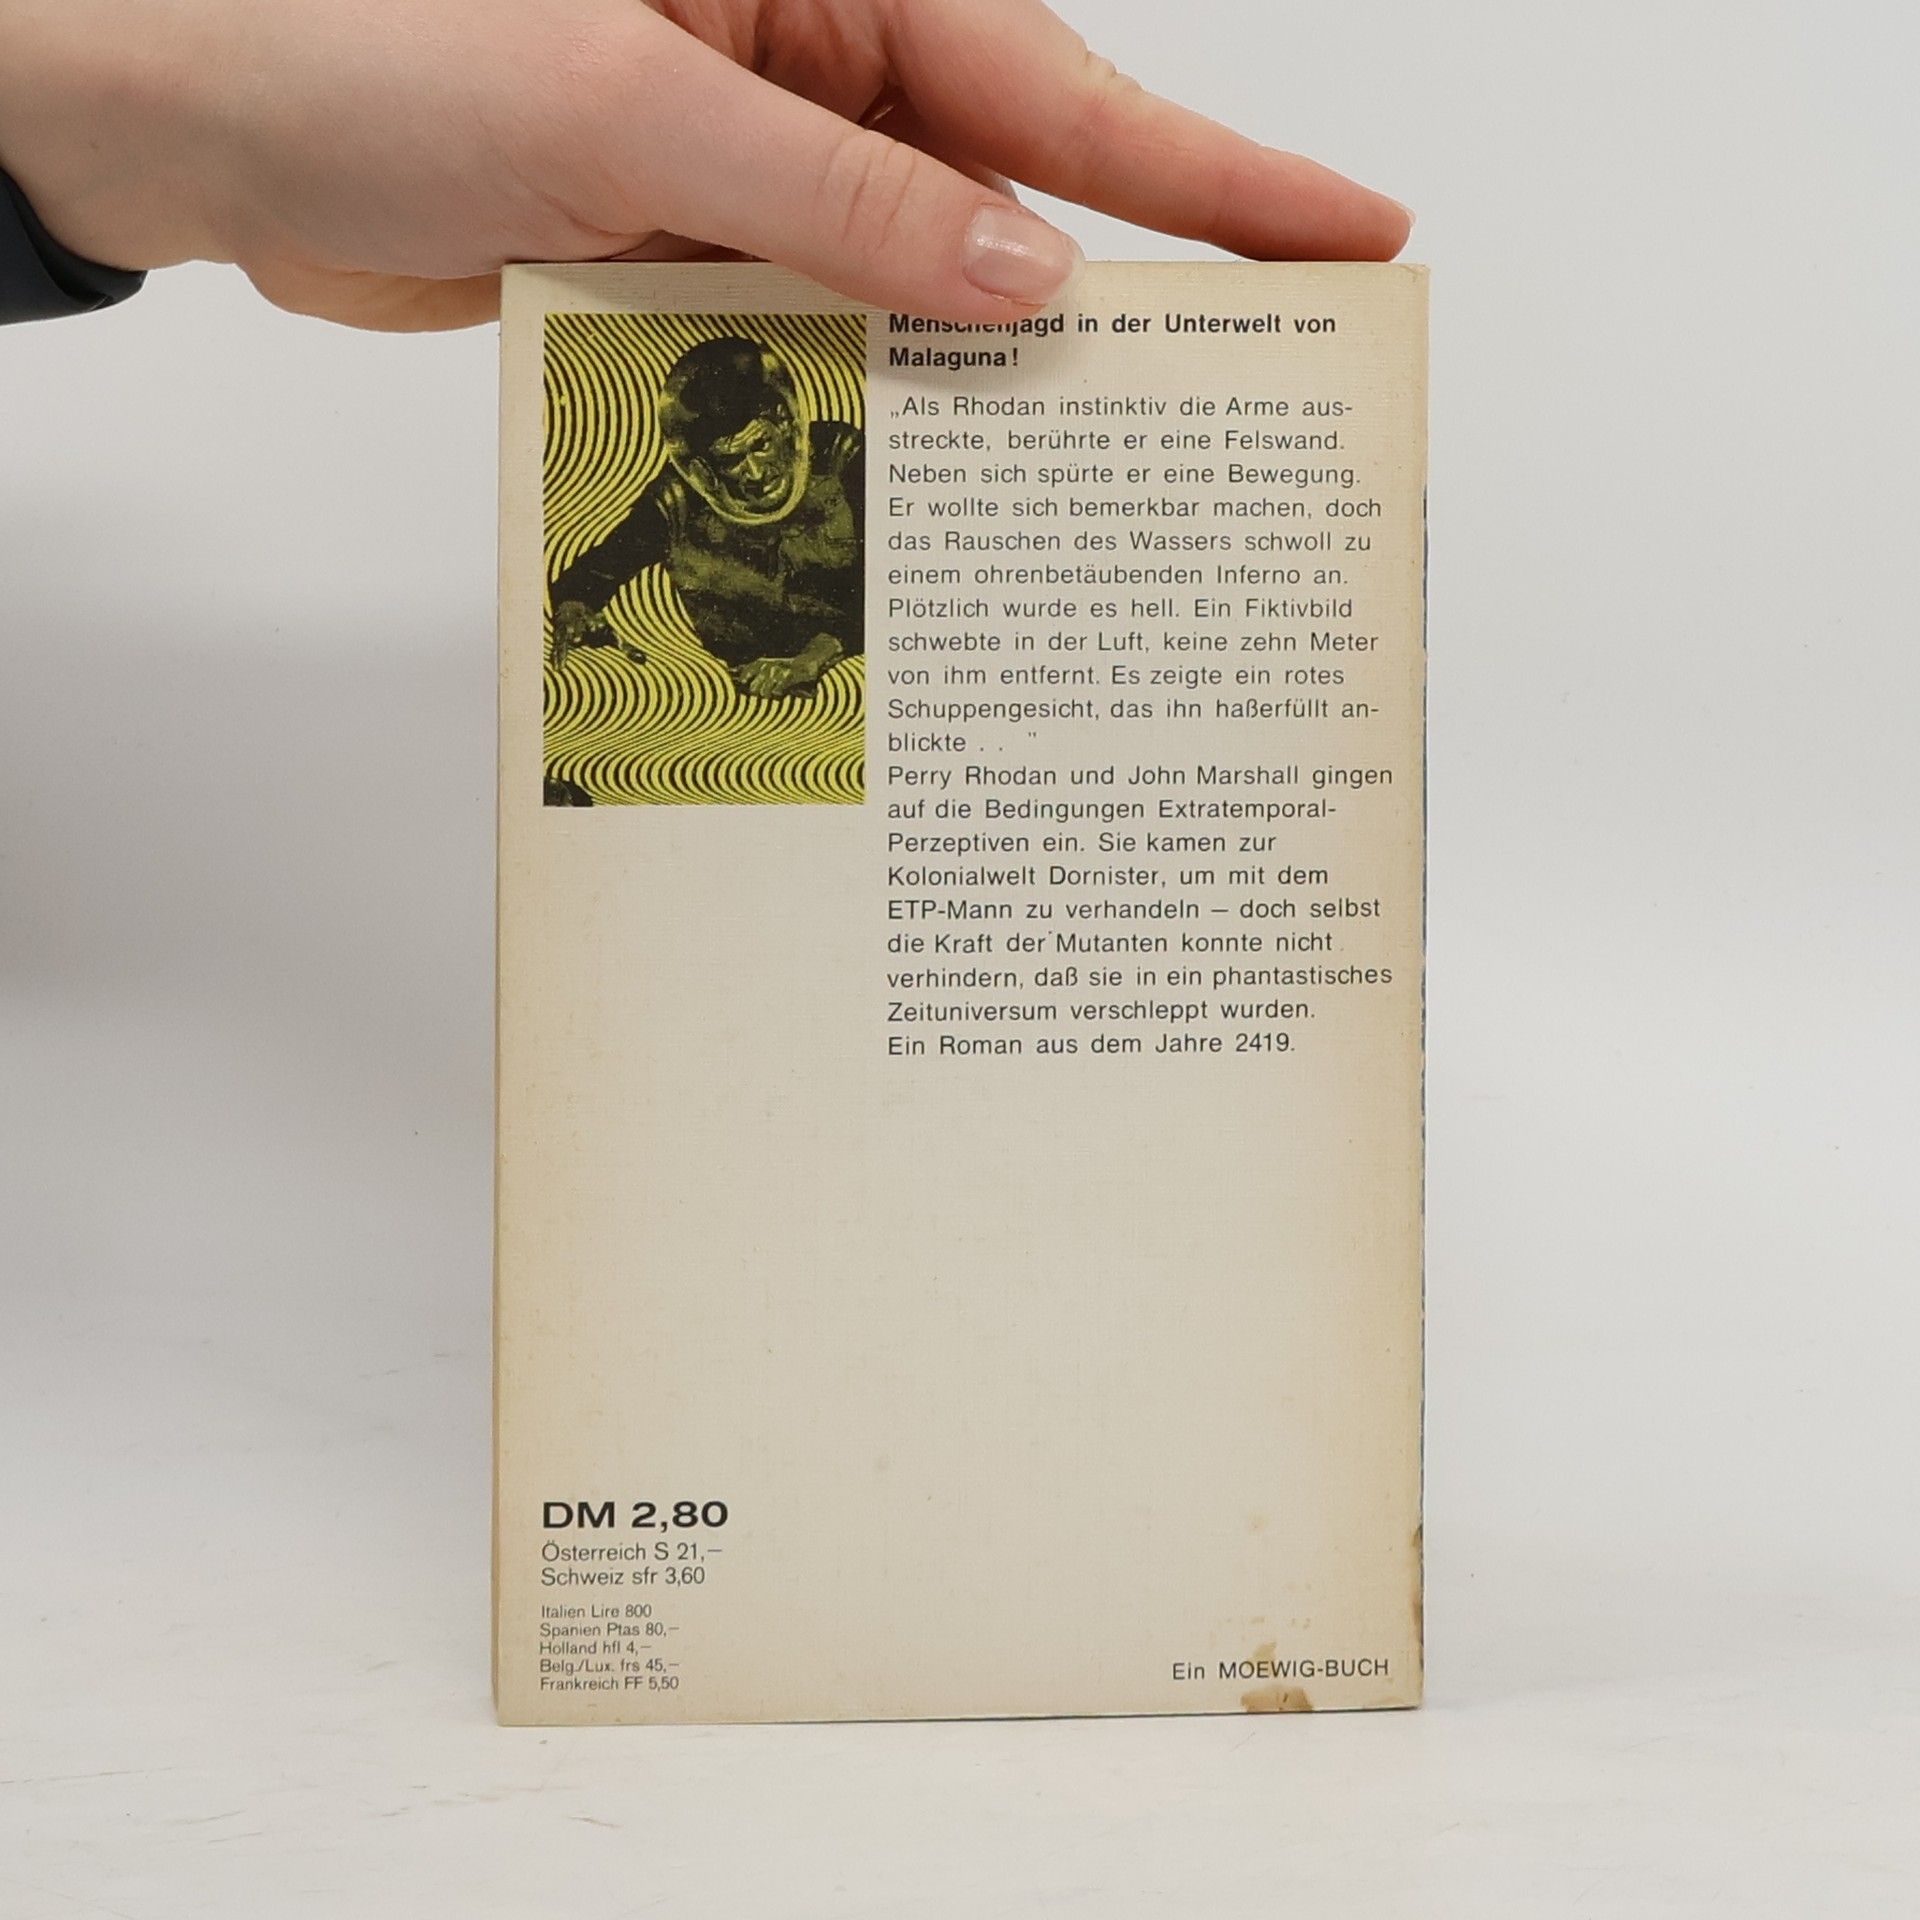 Menschenjagd in der Unterwelt von
Malaguna!
„Als Rhodan instinktiv die Arme aus-
streckte, berührte er eine Felswand.
Neben sich spürte er eine Bewegung.
Er wollte sich bemerkbar machen, doch
das Rauschen des Wassers schwoll zu
einem ohrenbetäubenden Inferno an.
Plötzlich wurde es hell. Ein Fiktivbild
schwebte in der Luft, keine zehn Meter
von ihm entfernt. Es zeigte ein rotes
Schuppengesicht, das ihn haßerfüllt an-
blickte . . ”
Perry Rhodan und John Marshall gingen
auf die Bedingungen Extratemporal-
Perzeptiven ein. Sie kamen zur
Kolonialwelt Dornister, um mit dem
ETP-Mann zu verhandeln – doch selbst
die Kraft der Mutanten konnte nicht
verhindern, daß sie in ein phantastisches
Zeituniversum verschleppt wurden.
Ein Roman aus dem Jahre 2419.
DM 2,80
Österreich S 21,–
Schweiz sfr 3,60
Italien Lire 800
Spanien Ptas 80,–
Holland hfl 4,–
Belg./Lux. frs 45,–
Frankreich FF 5,50
Ein MOEWIG-BUCH